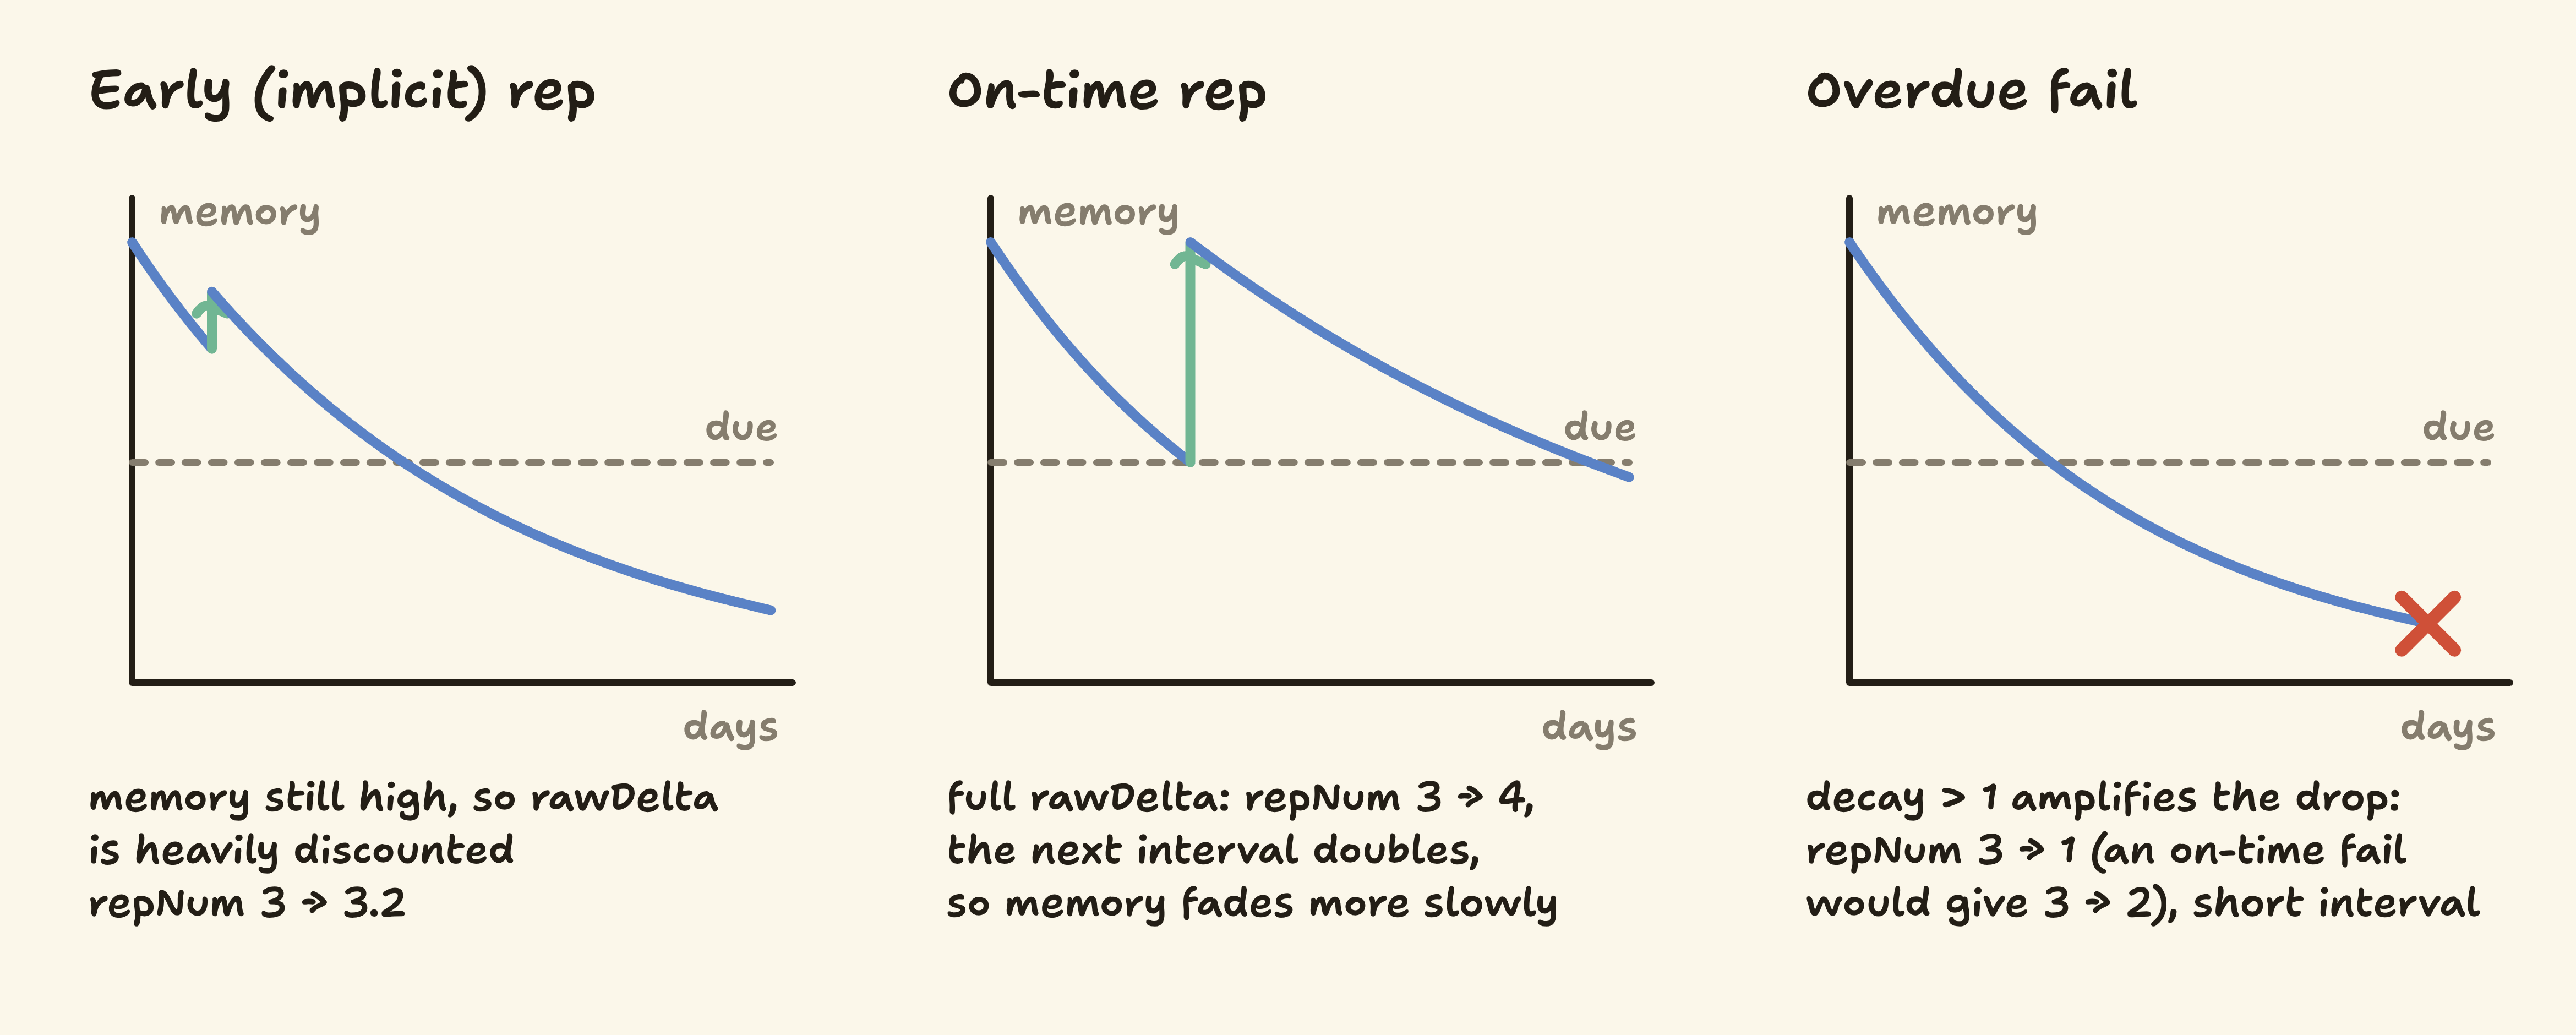 Early (implicit) rep
memory
due
days
memory still high, so rawDelta
is heavily discounted
repNum 3 → 3.2
On-time rep
memory
due
days
full rawDelta: repNum 3 → 4,
the next interval doubles,
so memory fades more slowly
Overdue fail
memory
due
days
decay > 1 amplifies the drop:
repNum 3 → 1 (an on-time fail
would give 3 → 2), short interval